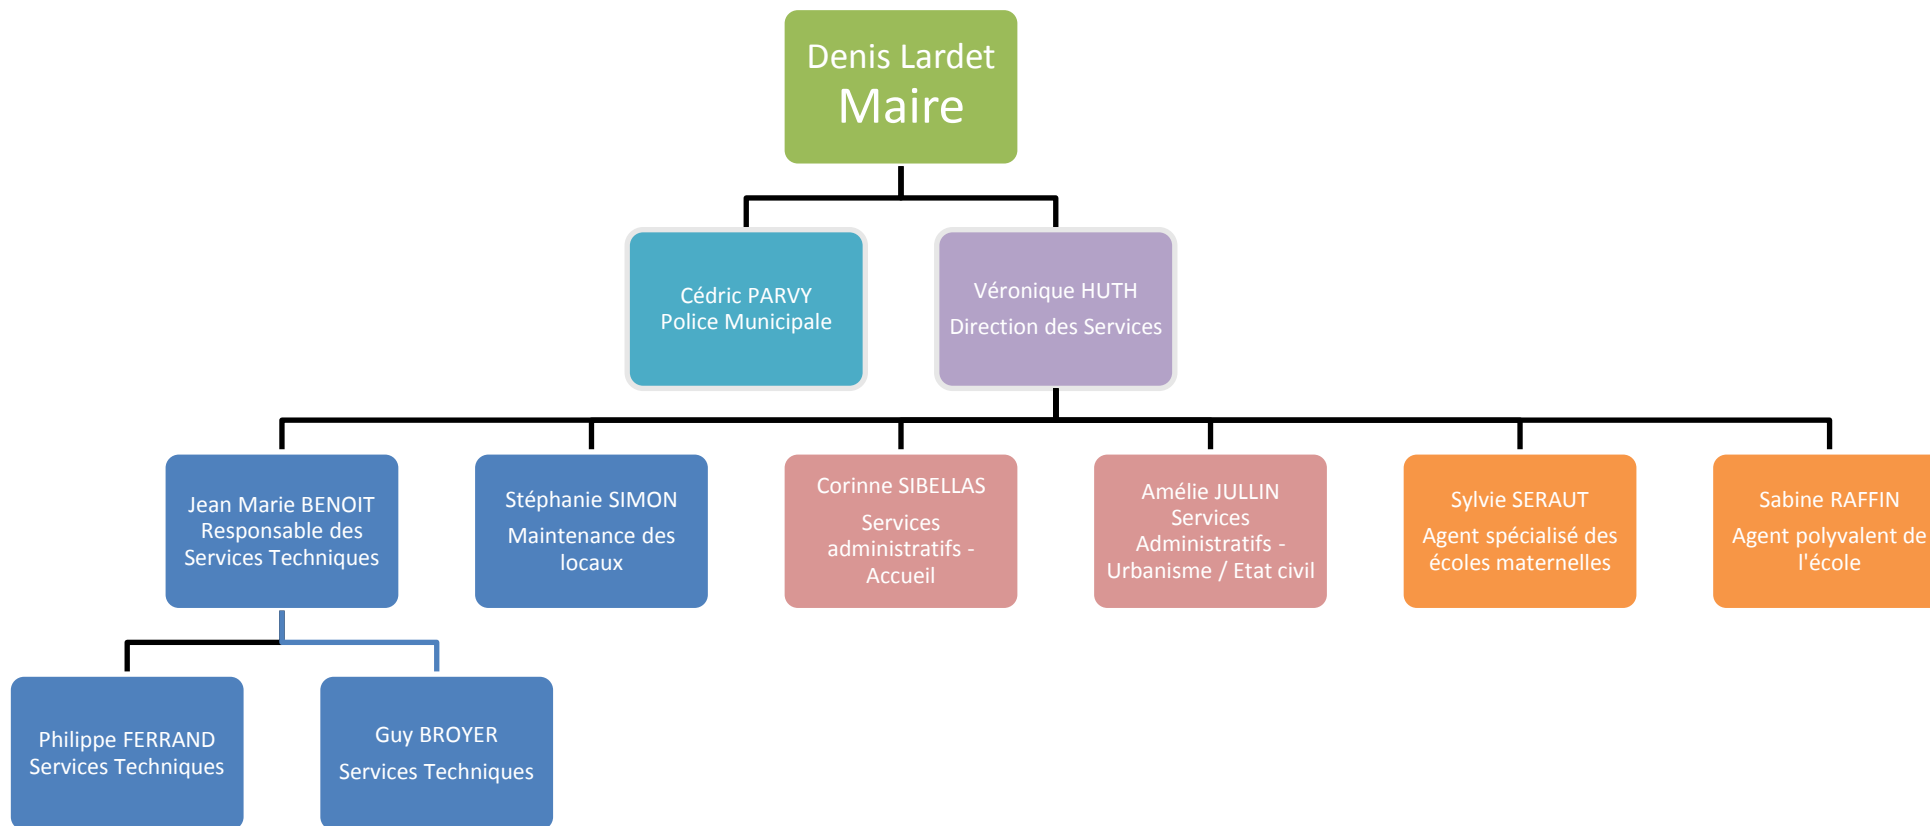 Denis Lardet
Maire
Cédric PARVY
Police Municipale
Véronique HUTH
Direction des Services
Jean Marie BENOIT
Responsable des
Services Techniques
Stéphanie SIMON
Maintenance des
locaux
Corinne SIBELLAS
Services
administratifs -
Accueil
Amélie JULLIN
Services
Administratifs -
Urbanisme / Etat civil
Sylvie SERAUT
Agent spécialisé des
écoles maternelles
Sabine RAFFIN
Agent polyvalent de
l'école
Philippe FERRAND
Services Techniques
Guy BROYER
Services Techniques